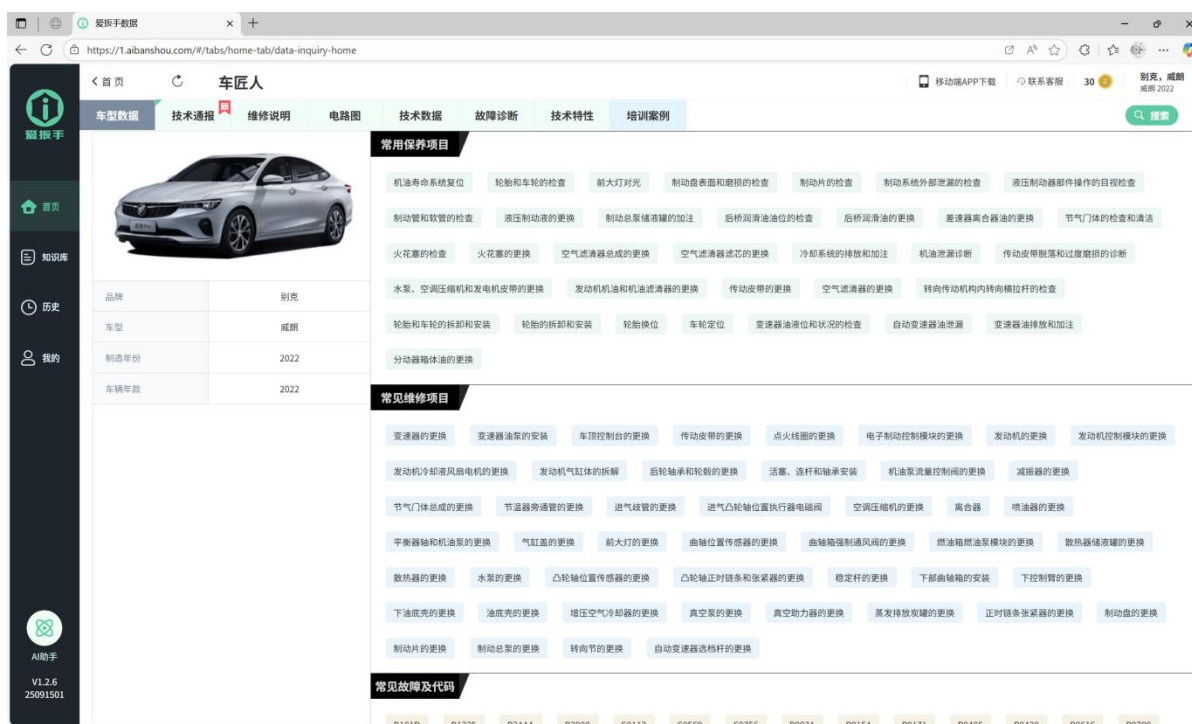 爱扳手数据
https://1.aibanshou.com/#/tabs/home-tab/data-inquiry-home
爱扳手
首页
知识库
历史
我的
AI助手
V1.2.6
25091501
首页 车匠人 移动端APP下载 联系客服 30 别克，威朗
威朗 2022
车型数据 技术通报 新 维修说明 电路图 技术数据 故障诊断 技术特性 培训案例 搜索
品牌 别克
车型 威朗
制造年份 2022
车辆年款 2022
常用保养项目
机油寿命系统复位 轮胎和车轮的检查 前大灯对光 制动盘表面和磨损的检查 制动片的检查 制动系统外部泄漏的检查 液压制动器部件操作的目视检查
制动管和软管的检查 液压制动液的更换 制动总泵储液罐的加注 后桥润滑油油位的检查 后桥润滑油的更换 差速器离合器油的更换 节气门体的检查和清洁
火花塞的检查 火花塞的更换 空气滤清器总成的更换 空气滤清器滤芯的更换 冷却系统的排放和加注 机油泄漏诊断 传动皮带脱落和过度磨损的诊断
水泵、空调压缩机和发电机皮带的更换 发动机机油和机油滤清器的更换 传动皮带的更换 空气滤清器的更换 转向传动机构内转向横拉杆的检查
轮胎和车轮的拆卸和安装 轮胎的拆卸和安装 轮胎换位 车轮定位 变速器油液位和状况的检查 自动变速器油泄漏 变速器油排放和加注
分动器箱体油的更换
常见维修项目
变速器的更换 变速器油泵的安装 车顶控制台的更换 传动皮带的更换 点火线圈的更换 电子制动控制模块的更换 发动机的更换 发动机控制模块的更换
发动机冷却液风扇电机的更换 发动机气缸体的拆解 后轮轴承和轮毂的更换 活塞、连杆和轴承安装 机油泵流量控制阀的更换 减振器的更换
节气门体总成的更换 节温器旁通管的更换 进气歧管的更换 进气凸轮轴位置执行器电磁阀 空调压缩机的更换 离合器 喷油器的更换
平衡器轴和机油泵的更换 气缸盖的更换 前大灯的更换 曲轴位置传感器的更换 曲轴箱强制通风阀的更换 燃油箱燃油泵模块的更换 散热器储液罐的更换
散热器的更换 水泵的更换 凸轮轴位置传感器的更换 凸轮轴正时链条和张紧器的更换 稳定杆的更换 下部曲轴箱的安装 下控制臂的更换
下油底壳的更换 油底壳的更换 增压空气冷却器的更换 真空泵的更换 真空助力器的更换 蒸发排放炭罐的更换 正时链条张紧器的更换 制动盘的更换
制动片的更换 制动总泵的更换 转向节的更换 自动变速器选档杆的更换
常见故障及代码